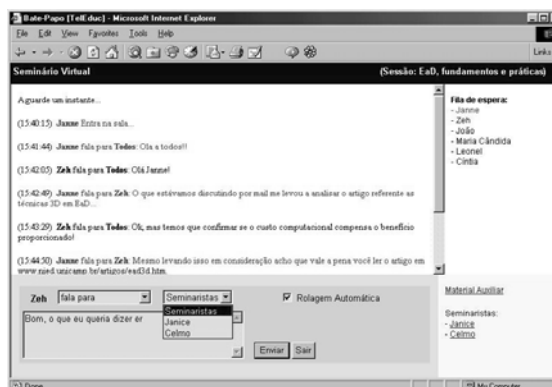 Bate-Papo [TelEduc] - Microsoft Internet Explorer
File Edit View Favorites Tools Help
Links
Seminário Virtual
(Sessão: EaD, fundamentos e práticas)
Aguarde um instante...
(15:40:15) Janne Entra na sala...
(15:41:44) Janne fala para Todos: Ola a todos!!!
(15:42:05) Zeh fala para Todos: Olá Janne!
(15:42:49) Janne fala para Zeh: O que estávamos discutindo por mail me levou a analisar o artigo referente as
técnicas 3D em EaD...
(15:43:29) Zeh fala para Todos: Ok, mas temos que confirmar se o custo computacional compensa o benefício
proporcionado!
(15:44:50) Janne fala para Zeh: Mesmo levando isso em consideração acho que vale a pena você ler o artigo em
www.nied.unicamp.br/artigos/ead3d.htm
Fila de espera:
- Janne
- Zeh
- João
- Maria Cândida
- Leonel
- Cíntia
Zeh fala para Seminaristas Rolagem Automática
Seminaristas
Janice
Celmo
Bom, o que eu queria dizer er
Enviar Sair
Material Auxiliar
Seminaristas:
- Janice
- Celmo
Done
My Computer